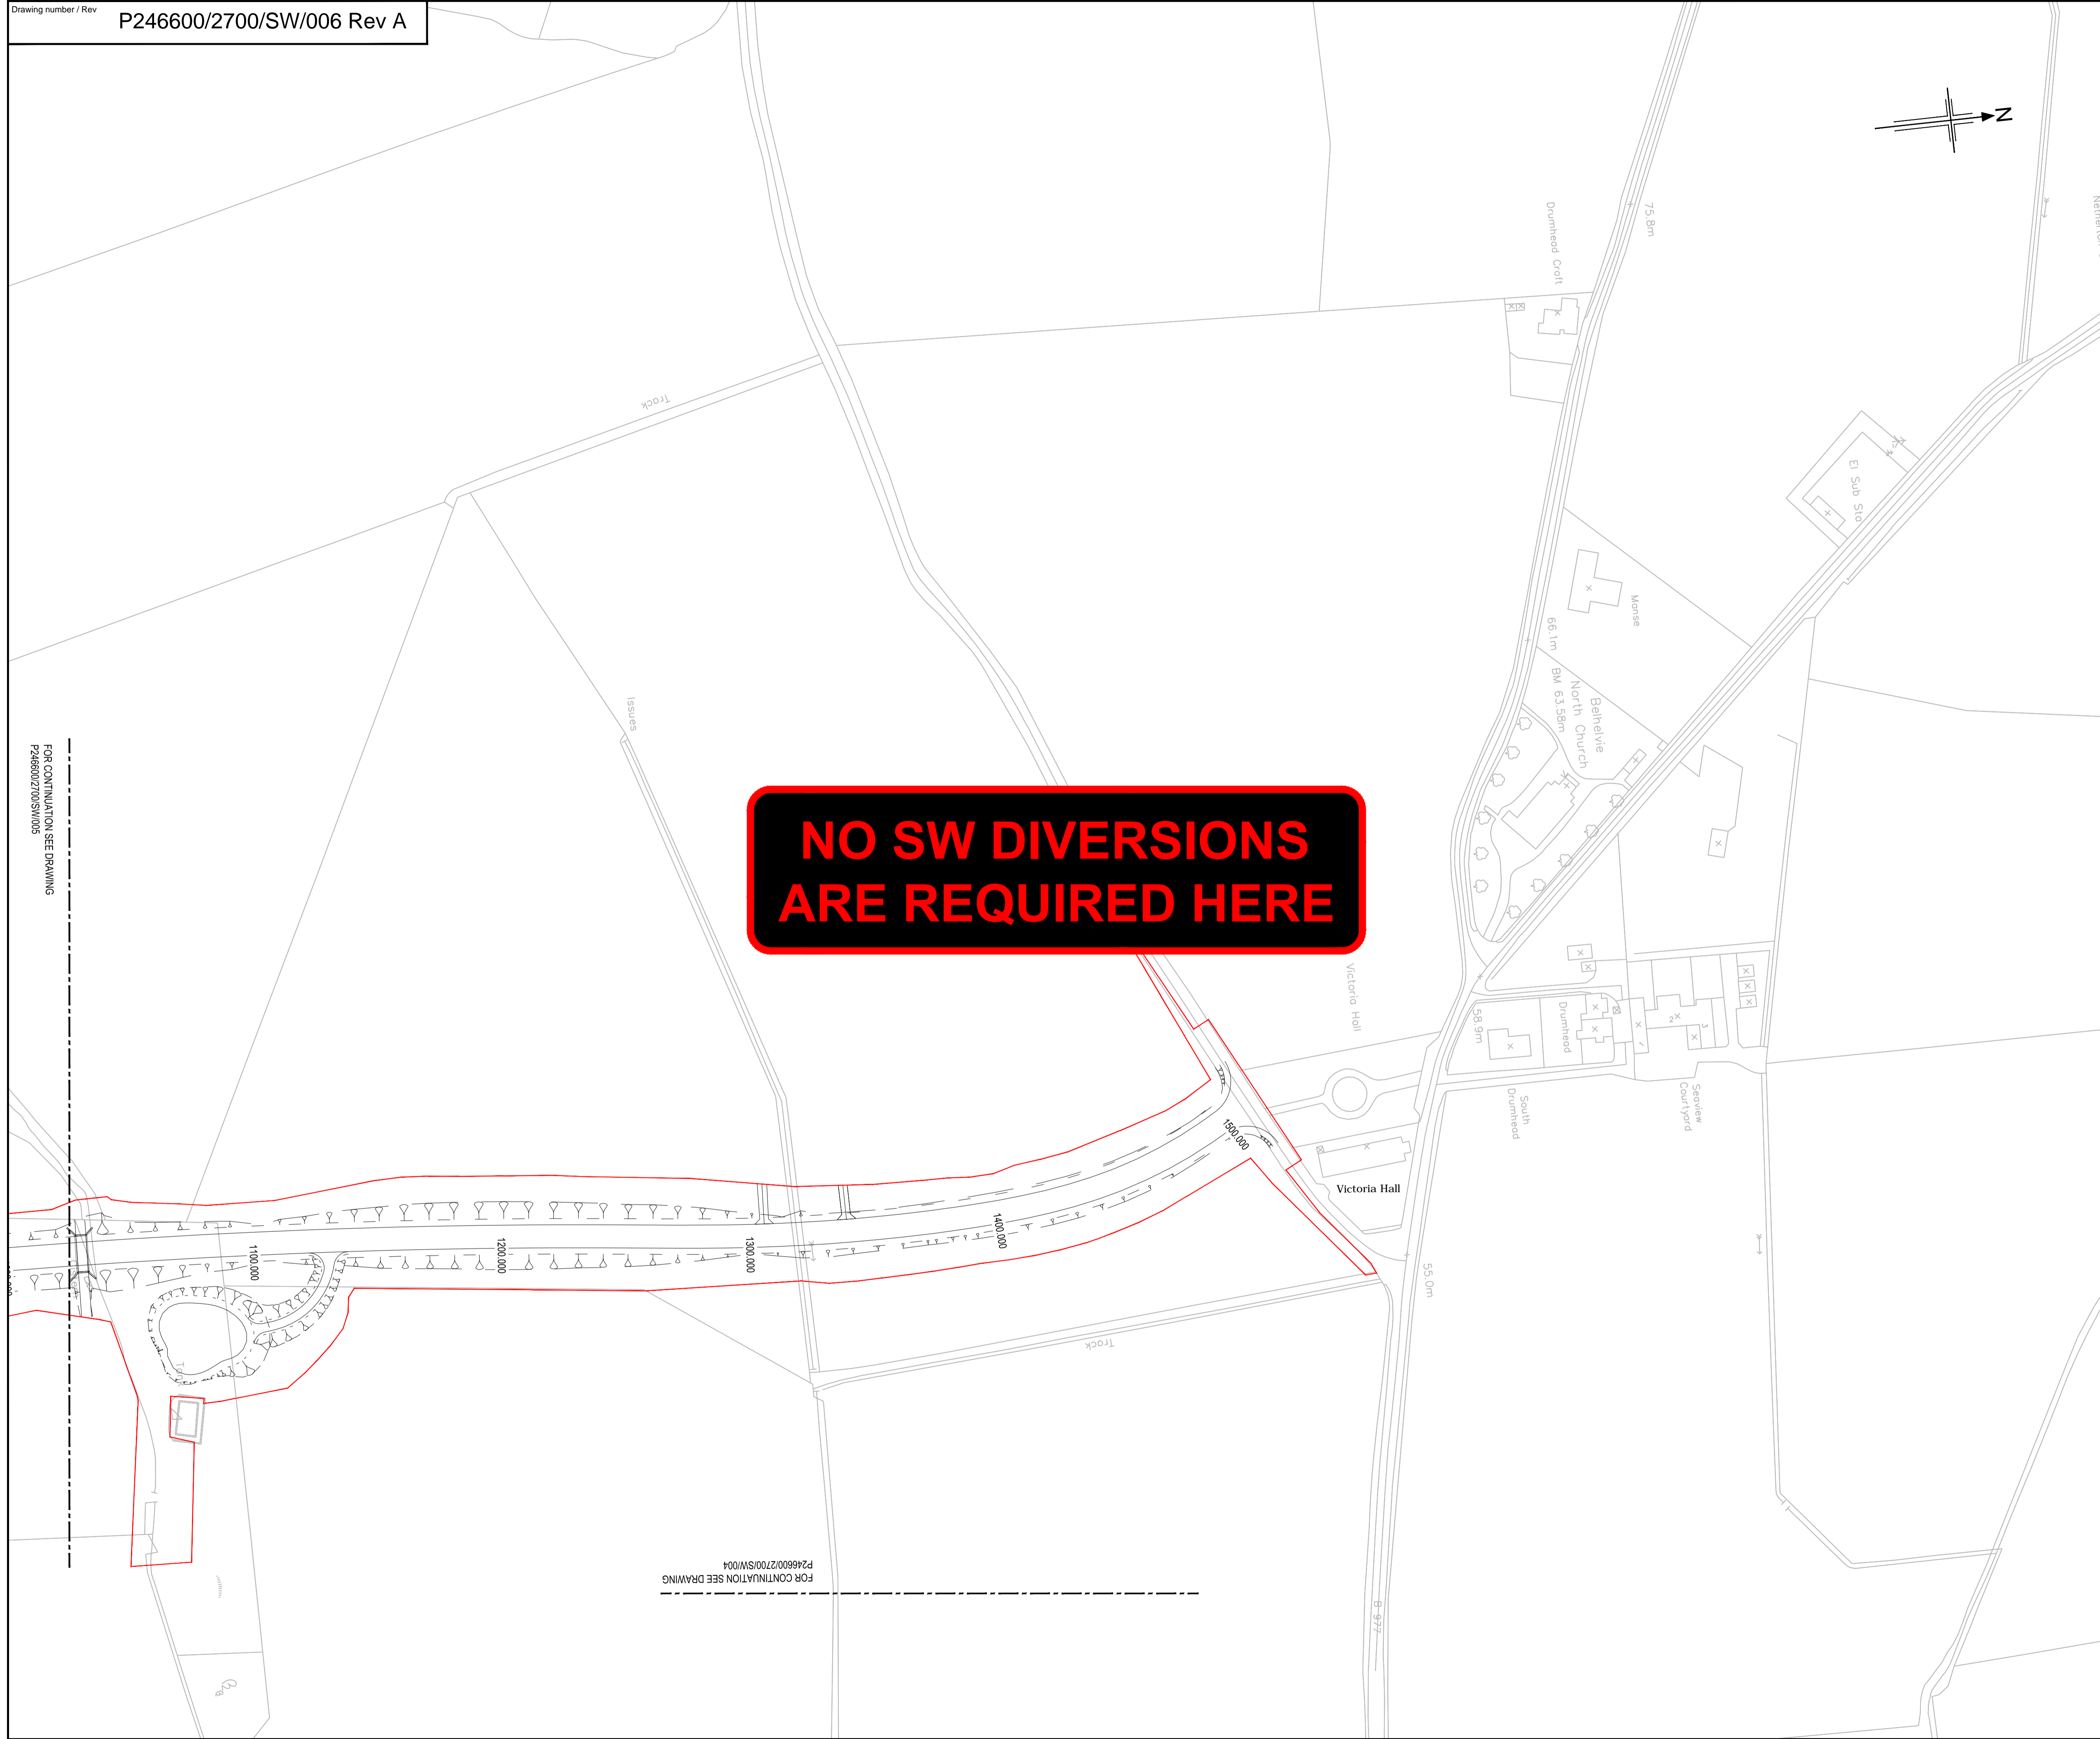 Drawing number / Rev
P246600/2700/SW/006 Rev A
N
75.8m
Drumhead Croft
Track
El Sub Sta
Manse
66.1m
BM 63.58m
Belhelvie
North Church
Issues
FOR CONTINUATION SEE DRAWING
P246600/2700/SW/005
NO SW DIVERSIONS
ARE REQUIRED HERE
Victoria Hall
58.9m
Drumhead
2
3
South
Drumhead
Seaview
Courtyard
Victoria Hall
1500.000
1400.000
1300.000
1200.000
1100.000
55.0m
Track
FOR CONTINUATION SEE DRAWING
P246600/2700/SW/004
B 977